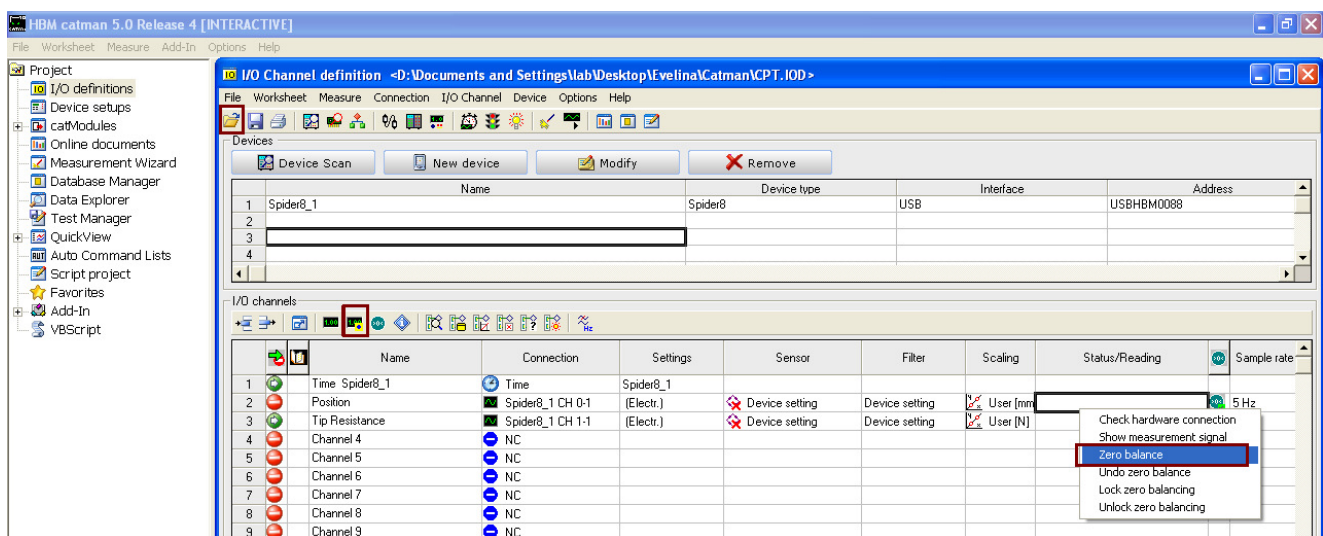 HBM catman 5.0 Release 4 [INTERACTIVE]
File Worksheet Measure Add-In Options Help
Project
I/O definitions
Device setups
catModules
Online documents
Measurement Wizard
Database Manager
Data Explorer
Test Manager
QuickView
Auto Command Lists
Script project
Favorites
Add-In
VBScript
I/O Channel definition <D:\Documents and Settings\lab\Desktop\Evelina\Catman\CPT.IOD>
File Worksheet Measure Connection I/O Channel Device Options Help
Devices
Device Scan New device Modify Remove
Name Device type Interface Address
1 Spider8_1 Spider8 USB USBHBM0088
2
3
4
I/O channels
Name Connection Settings Sensor Filter Scaling Status/Reading Sample rate
1 Time Spider8_1 Time Spider8_1
2 Position Spider8_1 CH 0-1 (Electr.) Device setting Device setting User [mm 5 Hz
3 Tip Resistance Spider8_1 CH 1-1 (Electr.) Device setting Device setting User [N]
4 Channel 4 NC
5 Channel 5 NC
6 Channel 6 NC
7 Channel 7 NC
8 Channel 8 NC
9 Channel 9 NC
Check hardware connection
Show measurement signal
Zero balance
Undo zero balance
Lock zero balancing
Unlock zero balancing